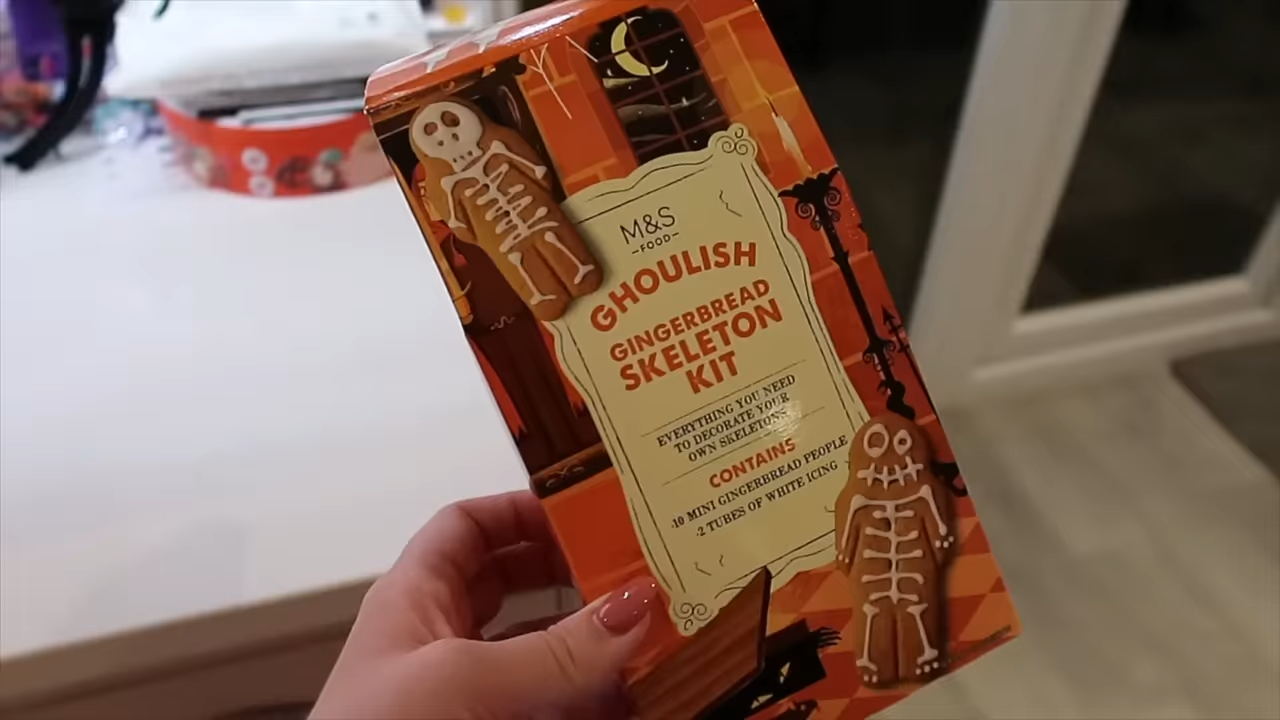 M&S
-FOOD-
GHOULISH
GINGERBREAD
SKELETON
KIT
EVERYTHING YOU NEED
TO DECORATE YOUR
OWN SKELETONS
CONTAINS
·10 MINI GINGERBREAD PEOPLE
·2 TUBES OF WHITE ICING